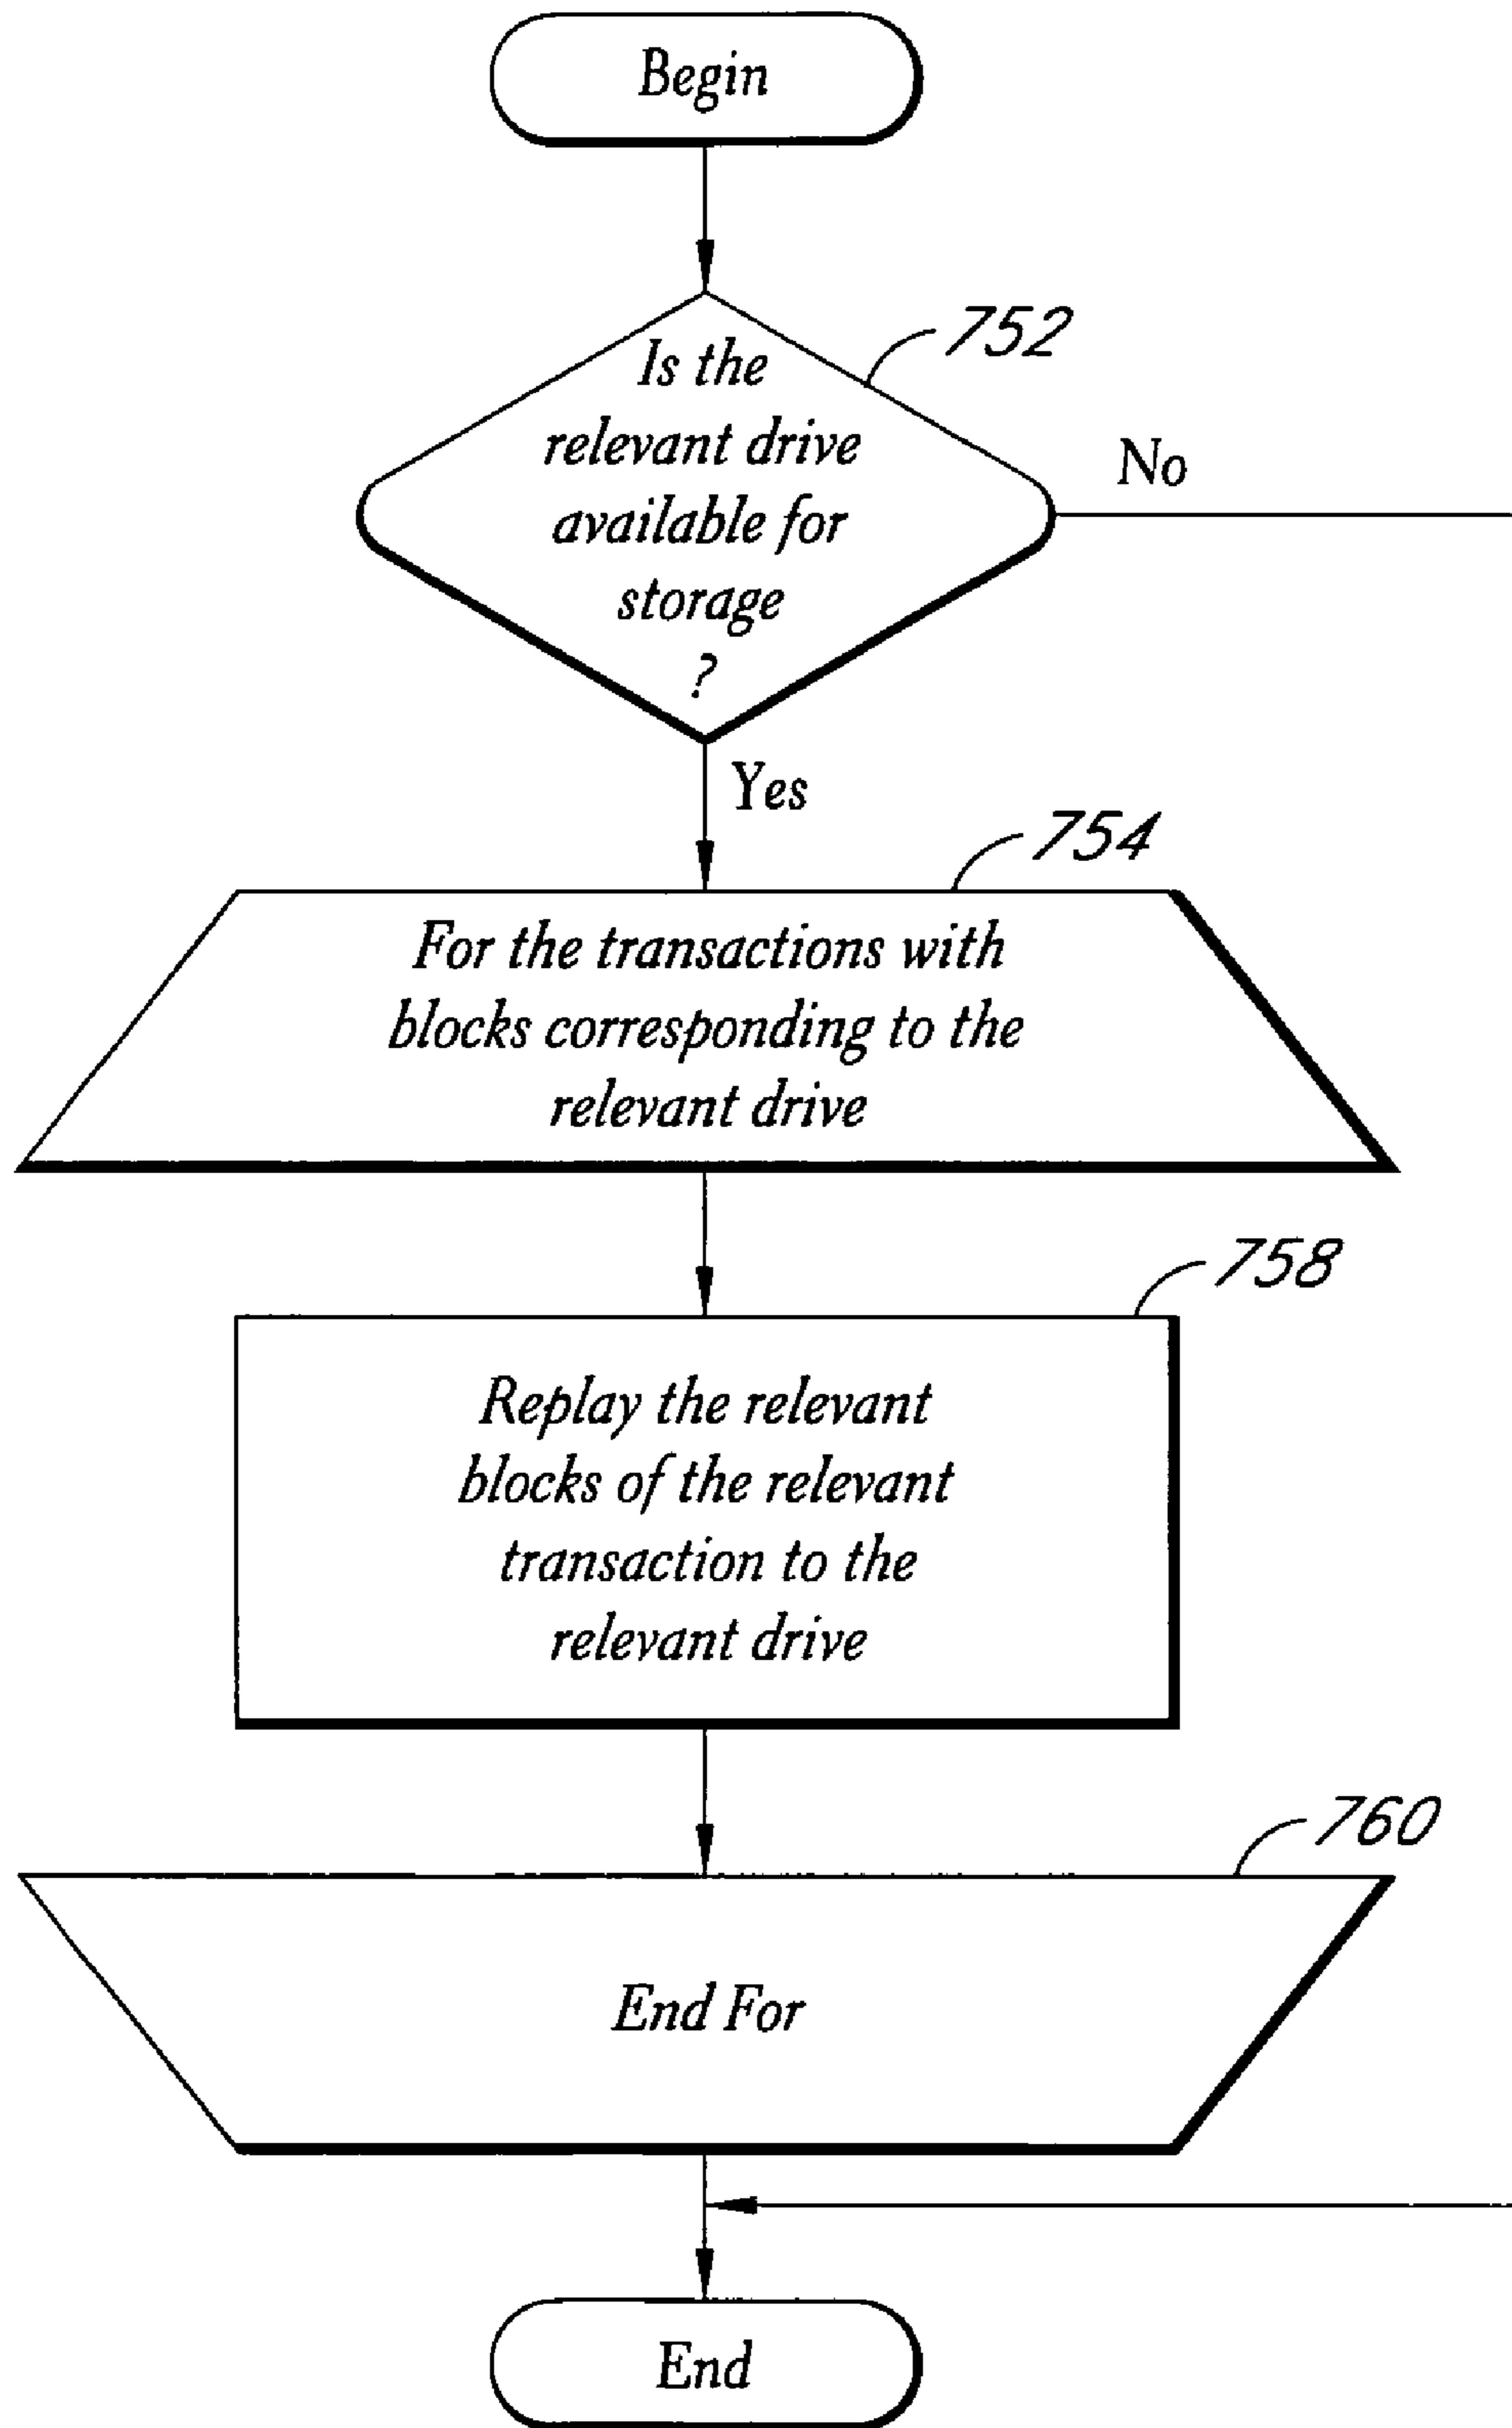 Begin
752
Is the
relevant drive
available for
storage
?
No
Yes
754
For the transactions with
blocks corresponding to the
relevant drive
758
Replay the relevant
blocks of the relevant
transaction to the
relevant drive
760
End For
End